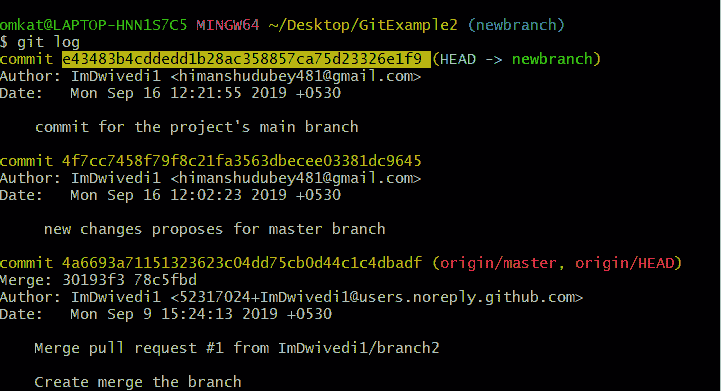 omkat@LAPTOP-HNN1S7C5 MINGW64 ~/Desktop/GitExample2 (newbranch)
$ git log
commit e43483b4cddedd1b28ac358857ca75d23326e1f9 (HEAD -> newbranch)
Author: ImDwivedi1 <himanshudubey481@gmail.com>
Date:   Mon Sep 16 12:21:55 2019 +0530
commit for the project's main branch
commit 4f7cc7458f79f8c21fa3563dbecee03381dc9645
Author: ImDwivedi1 <himanshudubey481@gmail.com>
Date:   Mon Sep 16 12:02:23 2019 +0530
new changes proposes for master branch
commit 4a6693a71151323623c04dd75cb0d44c1c4dbadf (origin/master, origin/HEAD)
Merge: 30193f3 78c5fbd
Author: ImDwivedi1 <52317024+ImDwivedi1@users.noreply.github.com>
Date:   Mon Sep 9 15:24:13 2019 +0530
Merge pull request #1 from ImDwivedi1/branch2
Create merge the branch